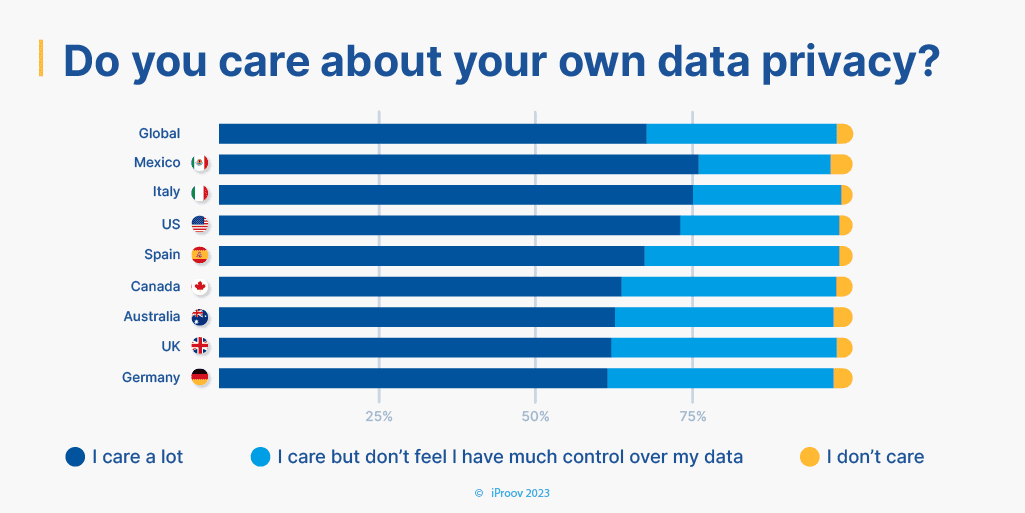 Do you care about your own data privacy?
Global
Mexico
Italy
US
Spain
Canada
Australia
UK
Germany
25% 50% 75%
I care a lot I care but don’t feel I have much control over my data I don’t care
© iProov 2023